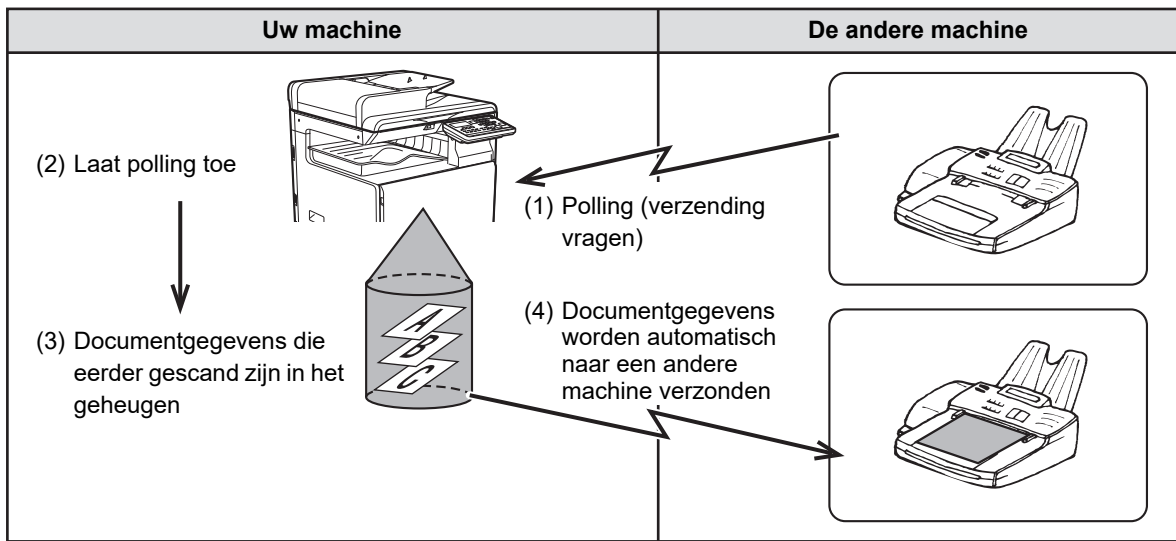 Uw machine
De andere machine
(2) Laat polling toe
(1) Polling (verzending
vragen)
(3) Documentgegevens die
eerder gescand zijn in het
geheugen
A
B
C
(4) Documentgegevens
worden automatisch
naar een andere
machine verzonden